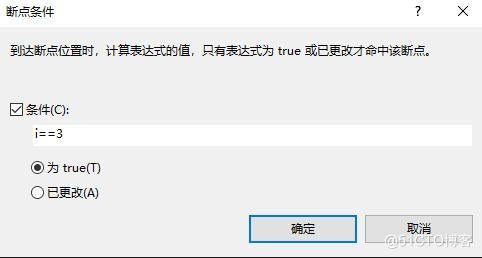 断点条件
到达断点位置时，计算表达式的值，只有表达式为 true 或已更改才命中该断点。
条件(C):
i==3
为 true(T)
已更改(A)
确定 取消
@51CTO博客